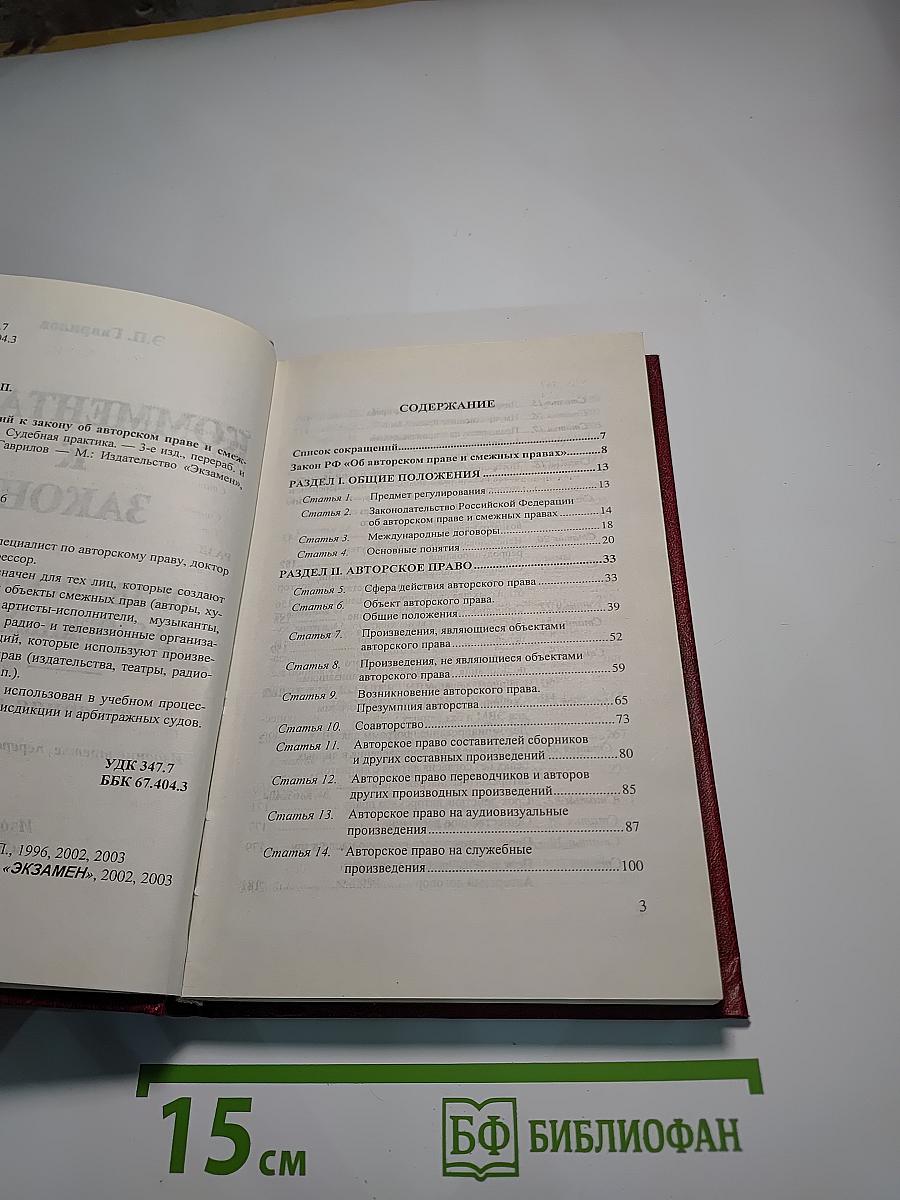 .7
04.3
П.
ий к закону об авторском праве и смеж-
Судебная практика. — 3-е изд., перераб. и
Гаврилов — М.: Издательство «Экзамен»,
6
пециалист по авторскому праву, доктор
ессор.
начен для тех лиц, которые создают
объекты смежных прав (авторы, ху-
артисты-исполнители, музыканты,
радио- и телевизионные организа-
ций, которые используют произве-
рав (издательства, театры, радио-
п.).
использован в учебном процес-
исдикции и арбитражных судов.
УДК 347.7
ББК 67.404.3
П., 1996, 2002, 2003
«ЭКЗАМЕН», 2002, 2003
СОДЕРЖАНИЕ
Список сокращений 7
Закон РФ «Об авторском праве и смежных правах» 8
РАЗДЕЛ I. ОБЩИЕ ПОЛОЖЕНИЯ 13
Статья 1. Предмет регулирования 13
Статья 2. Законодательство Российской Федерации
об авторском праве и смежных правах 14
Статья 3. Международные договоры 18
Статья 4. Основные понятия 20
РАЗДЕЛ II. АВТОРСКОЕ ПРАВО 33
Статья 5. Сфера действия авторского права 33
Статья 6. Объект авторского права.
Общие положения 39
Статья 7. Произведения, являющиеся объектами
авторского права 52
Статья 8. Произведения, не являющиеся объектами
авторского права 59
Статья 9. Возникновение авторского права.
Презумпция авторства 65
Статья 10. Соавторство 73
Статья 11. Авторское право составителей сборников
и других составных произведений 80
Статья 12. Авторское право переводчиков и авторов
других производных произведений 85
Статья 13. Авторское право на аудиовизуальные
произведения 87
Статья 14. Авторское право на служебные
произведения 100
3
15 см
БФ БИБЛИОФАН